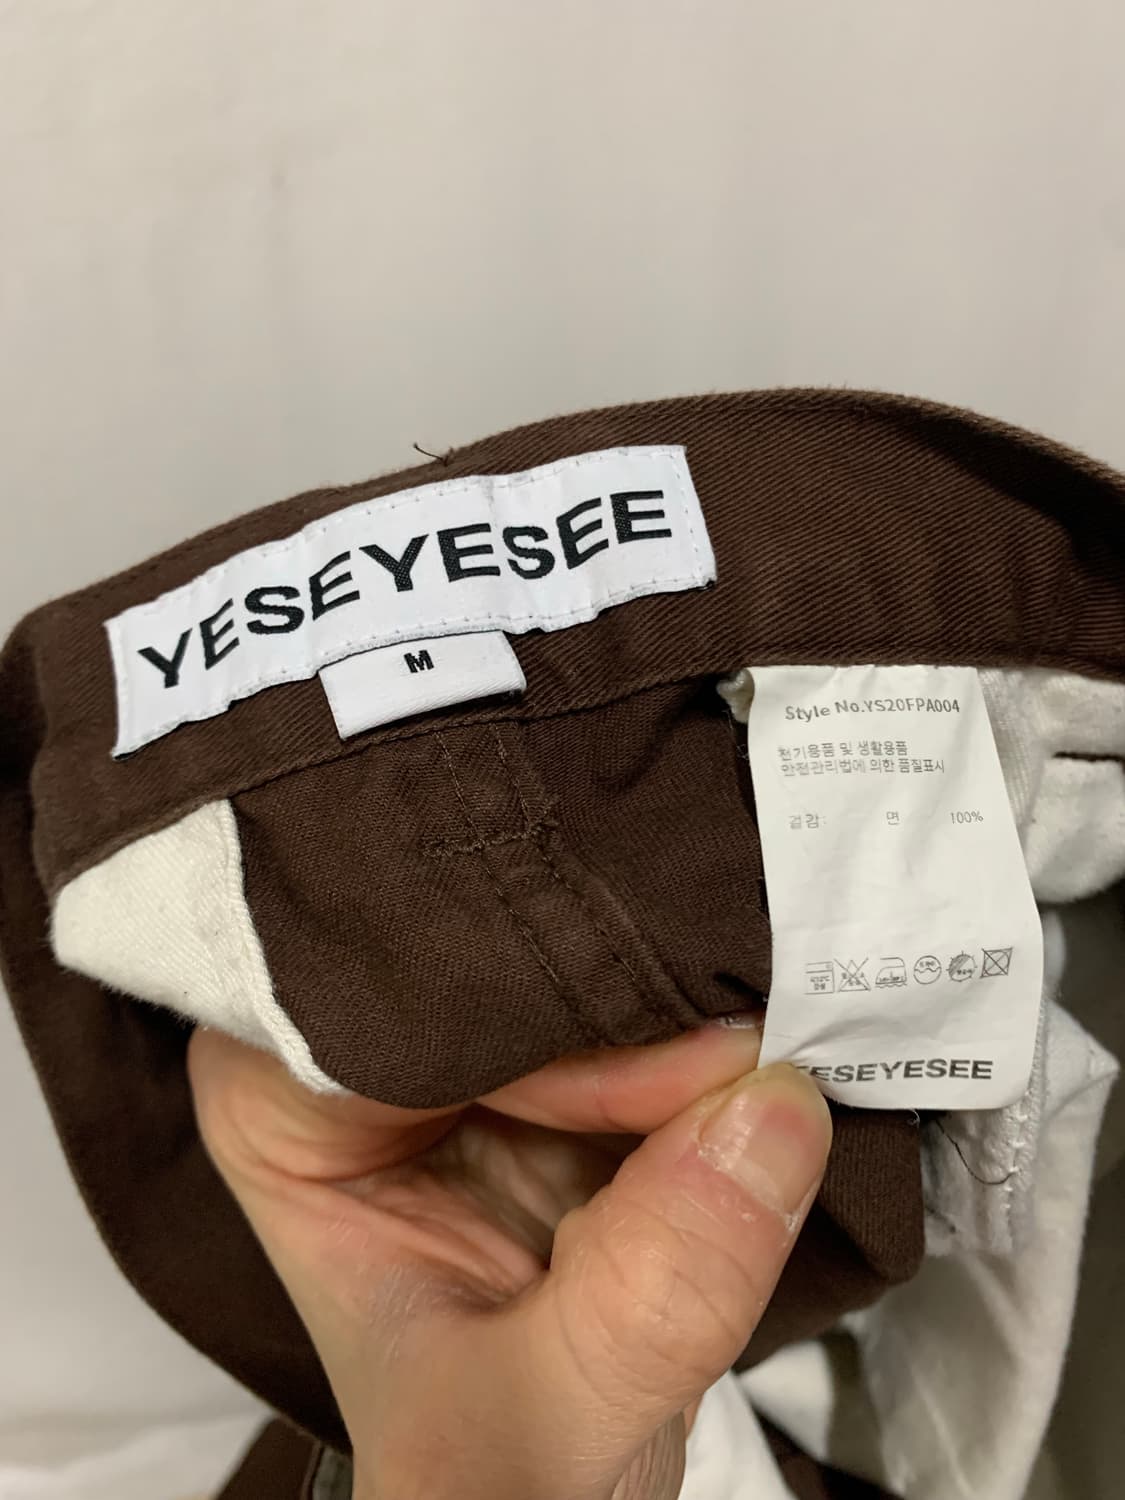 YESEYESEE
M
Style No.YS20FPA004
전기용품 및 생활용품
안전관리법에 의한 품질표시
겉감: 면 100%
ESEYESEE